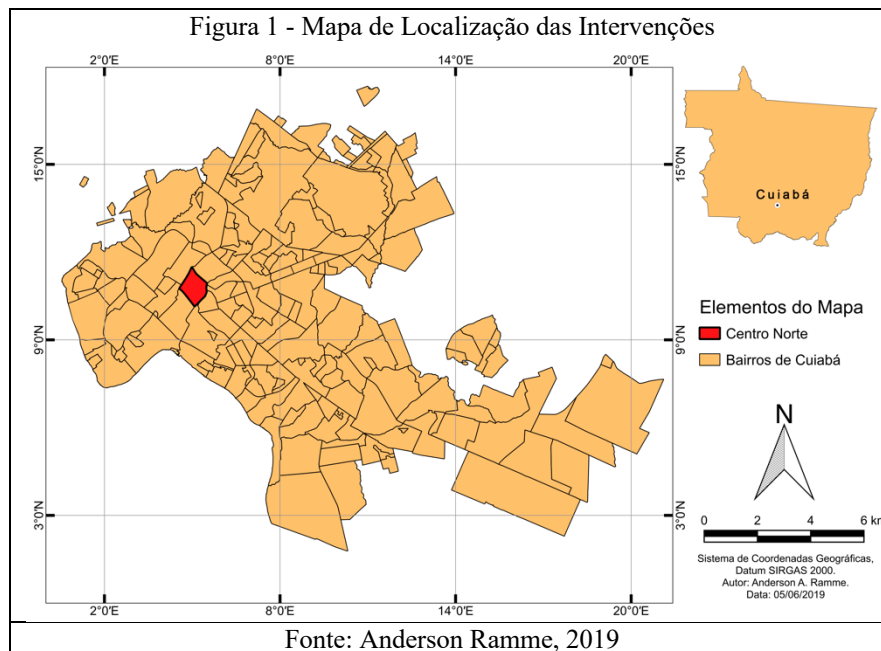 Figura 1 - Mapa de Localização das Intervenções
2°0'E 8°0'E 14°0'E 20°0'E
15°0'N
15°0'N
Cuiabá
Elementos do Mapa
Centro Norte
Bairros de Cuiabá
9°0'N
9°0'N
N
3°0'N
3°0'N
0 2 4 6 km
Sistema de Coordenadas Geográficas,
Datum SIRGAS 2000.
Autor: Anderson A. Ramme.
Data: 05/06/2019
2°0'E 8°0'E 14°0'E 20°0'E
Fonte: Anderson Ramme, 2019